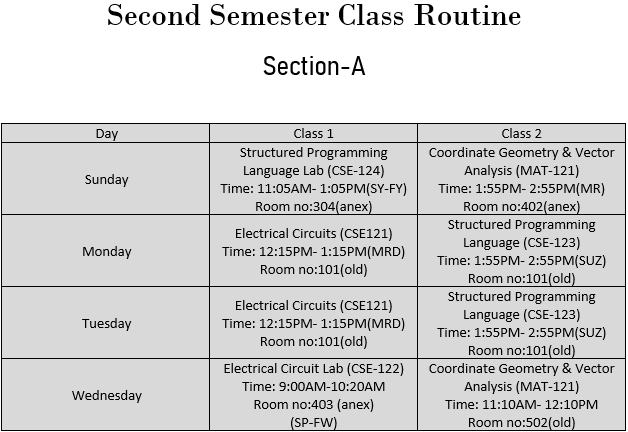 Second Semester Class Routine
Section-A
Day Class 1 Class 2
Sunday
Structured Programming
Language Lab (CSE-124)
Time: 11:05AM- 1:05PM(SY-FY)
Room no:304(anex)
Coordinate Geometry & Vector
Analysis (MAT-121)
Time: 1:55PM- 2:55PM(MR)
Room no:402(anex)
Monday
Electrical Circuits (CSE121)
Time: 12:15PM- 1:15PM(MRD)
Room no:101(old)
Structured Programming
Language (CSE-123)
Time: 1:55PM- 2:55PM(SUZ)
Room no:101(old)
Tuesday
Electrical Circuits (CSE121)
Time: 12:15PM- 1:15PM(MRD)
Room no:101(old)
Structured Programming
Language (CSE-123)
Time: 1:55PM- 2:55PM(SUZ)
Room no:101(old)
Wednesday
Electrical Circuit Lab (CSE-122)
Time: 9:00AM-10:20AM
Room no:403 (anex)
(SP-FW)
Coordinate Geometry & Vector
Analysis (MAT-121)
Time: 11:10AM- 12:10PM
Room no:502(old)